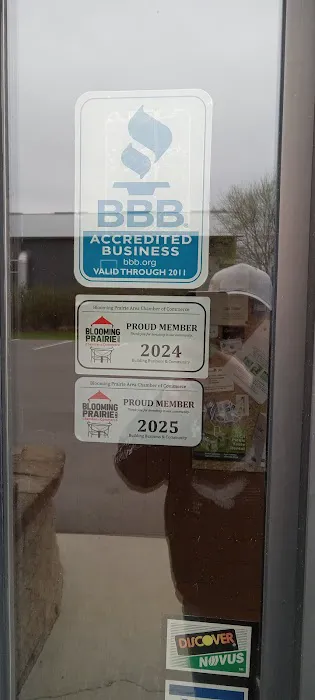 BBB
ACCREDITED
BUSINESS
bbb.org
VALID THROUGH 2011
Blooming Prairie Area Chamber of Commerce
BLOOMING
PRAIRIE
PROUD MEMBER
2024
Building Business & Community
Blooming Prairie Area Chamber of Commerce
BLOOMING
PRAIRIE
PROUD MEMBER
2025
Building Business & Community
DISCOVER
NOVUS